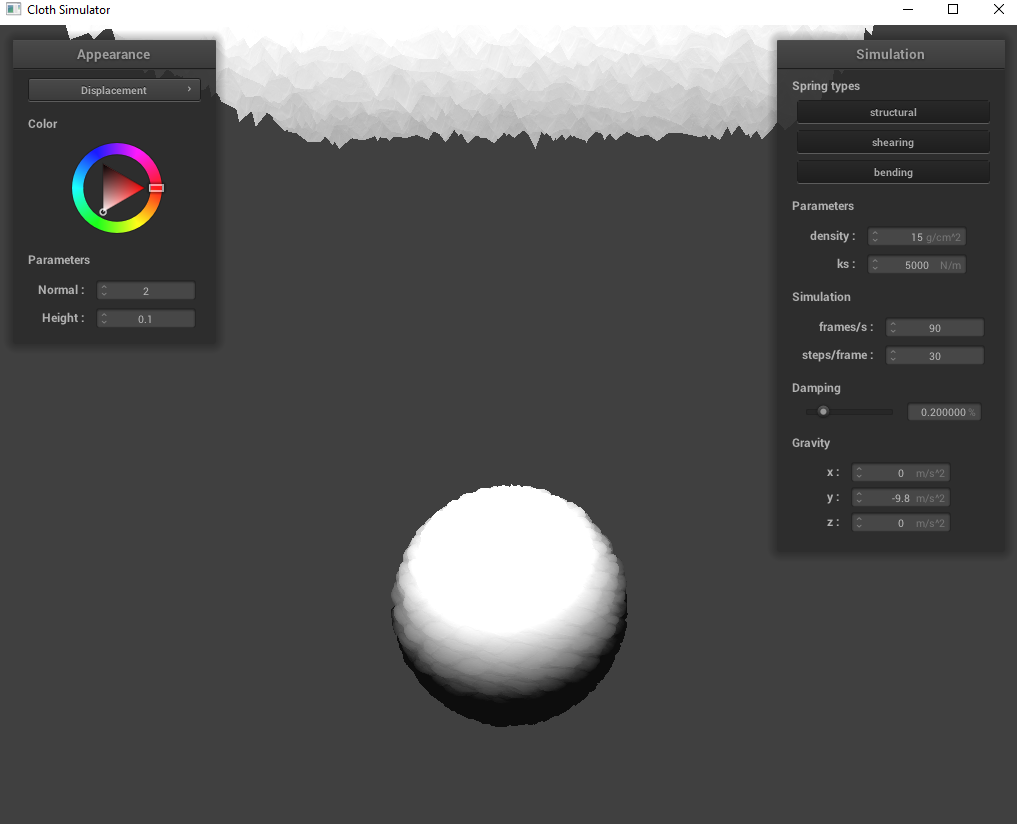 Cloth Simulator
Appearance
Displacement
Color
Parameters
Normal : 2
Height : 0.1
Simulation
Spring types
structural
shearing
bending
Parameters
density : 15 g/cm^2
ks : 5000 N/m
Simulation
frames/s : 90
steps/frame : 30
Damping
0.200000 %
Gravity
x : 0 m/s^2
y : -9.8 m/s^2
z : 0 m/s^2